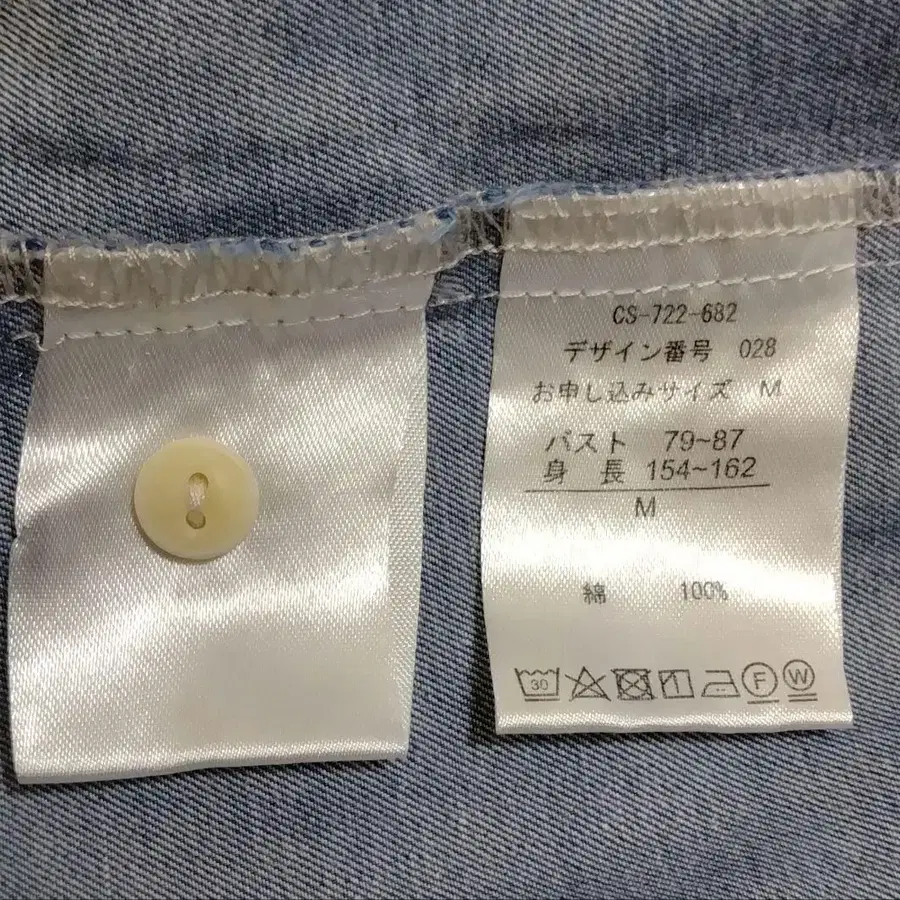 CS-722-682
デザイン番号 028
お申し込みサイズ M
バスト 79~87
身 長 154~162
M
綿 100%
30 F W